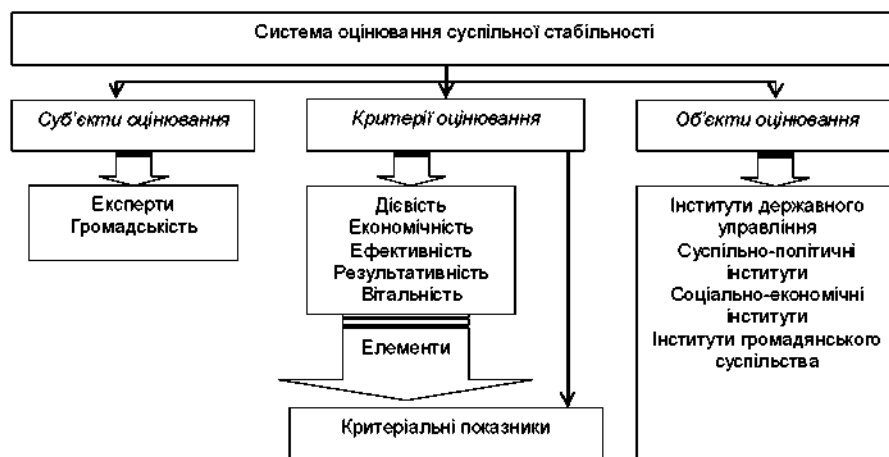 Система оцінювання суспільної стабільності
Суб'єкти оцінювання
Критерії оцінювання
Об'єкти оцінювання
Експерти
Громадськість
Дієвість
Економічність
Ефективність
Результативність
Вітальність
Елементи
Критеріальні показники
Інститути державного
управління
Суспільно-політичні
інститути
Соціально-економічні
інститути
Інститути громадянського
суспільства